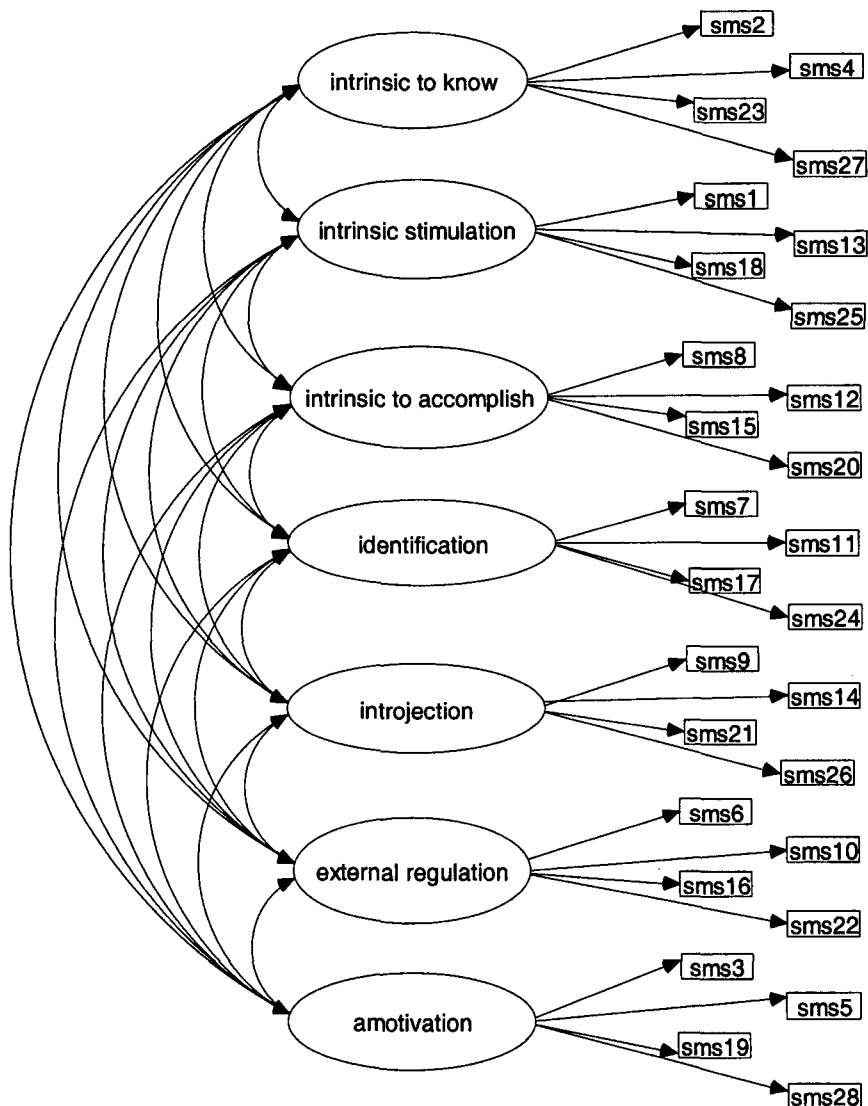 sms2
intrinsic to know
sms4
sms23
sms27
sms1
intrinsic stimulation
sms13
sms18
sms25
sms8
intrinsic to accomplish
sms12
sms15
sms20
sms7
identification
sms11
sms17
sms24
sms9
introjection
sms14
sms21
sms26
sms6
external regulation
sms10
sms16
sms22
sms3
amotivation
sms5
sms19
sms28